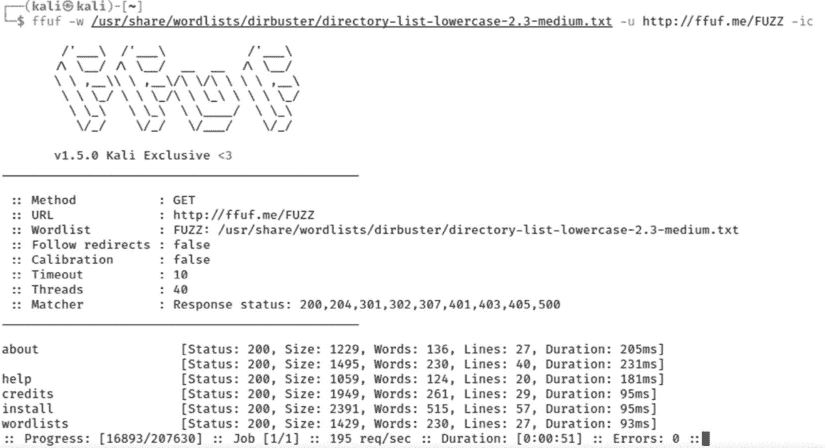 ┌──(kali㉿kali)-[~]
└─$ ffuf -w /usr/share/wordlists/dirbuster/directory-list-lowercase-2.3-medium.txt -u http://ffuf.me/FUZZ -ic
v1.5.0 Kali Exclusive <3
:: Method : GET
:: URL : http://ffuf.me/FUZZ
:: Wordlist : FUZZ: /usr/share/wordlists/dirbuster/directory-list-lowercase-2.3-medium.txt
:: Follow redirects : false
:: Calibration : false
:: Timeout : 10
:: Threads : 40
:: Matcher : Response status: 200,204,301,302,307,401,403,405,500
about [Status: 200, Size: 1229, Words: 136, Lines: 27, Duration: 205ms]
[Status: 200, Size: 1495, Words: 230, Lines: 40, Duration: 231ms]
help [Status: 200, Size: 1059, Words: 124, Lines: 20, Duration: 181ms]
credits [Status: 200, Size: 1949, Words: 261, Lines: 29, Duration: 95ms]
install [Status: 200, Size: 2391, Words: 515, Lines: 57, Duration: 95ms]
wordlists [Status: 200, Size: 1429, Words: 230, Lines: 27, Duration: 93ms]
:: Progress: [16893/207630] :: Job [1/1] :: 195 req/sec :: Duration: [0:00:51] :: Errors: 0 ::